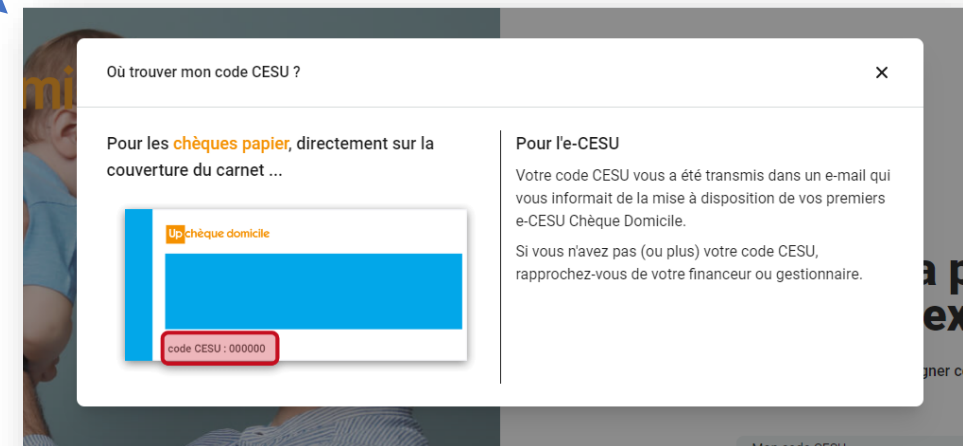 Où trouver mon code CESU ?
Pour les chèques papier, directement sur la
couverture du carnet ...
Up chèque domicile
code CESU : 000000
Pour l'e-CESU
Votre code CESU vous a été transmis dans un e-mail qui
vous informait de la mise à disposition de vos premiers
e-CESU Chèque Domicile.
Si vous n'avez pas (ou plus) votre code CESU,
rapprochez-vous de votre financeur ou gestionnaire.